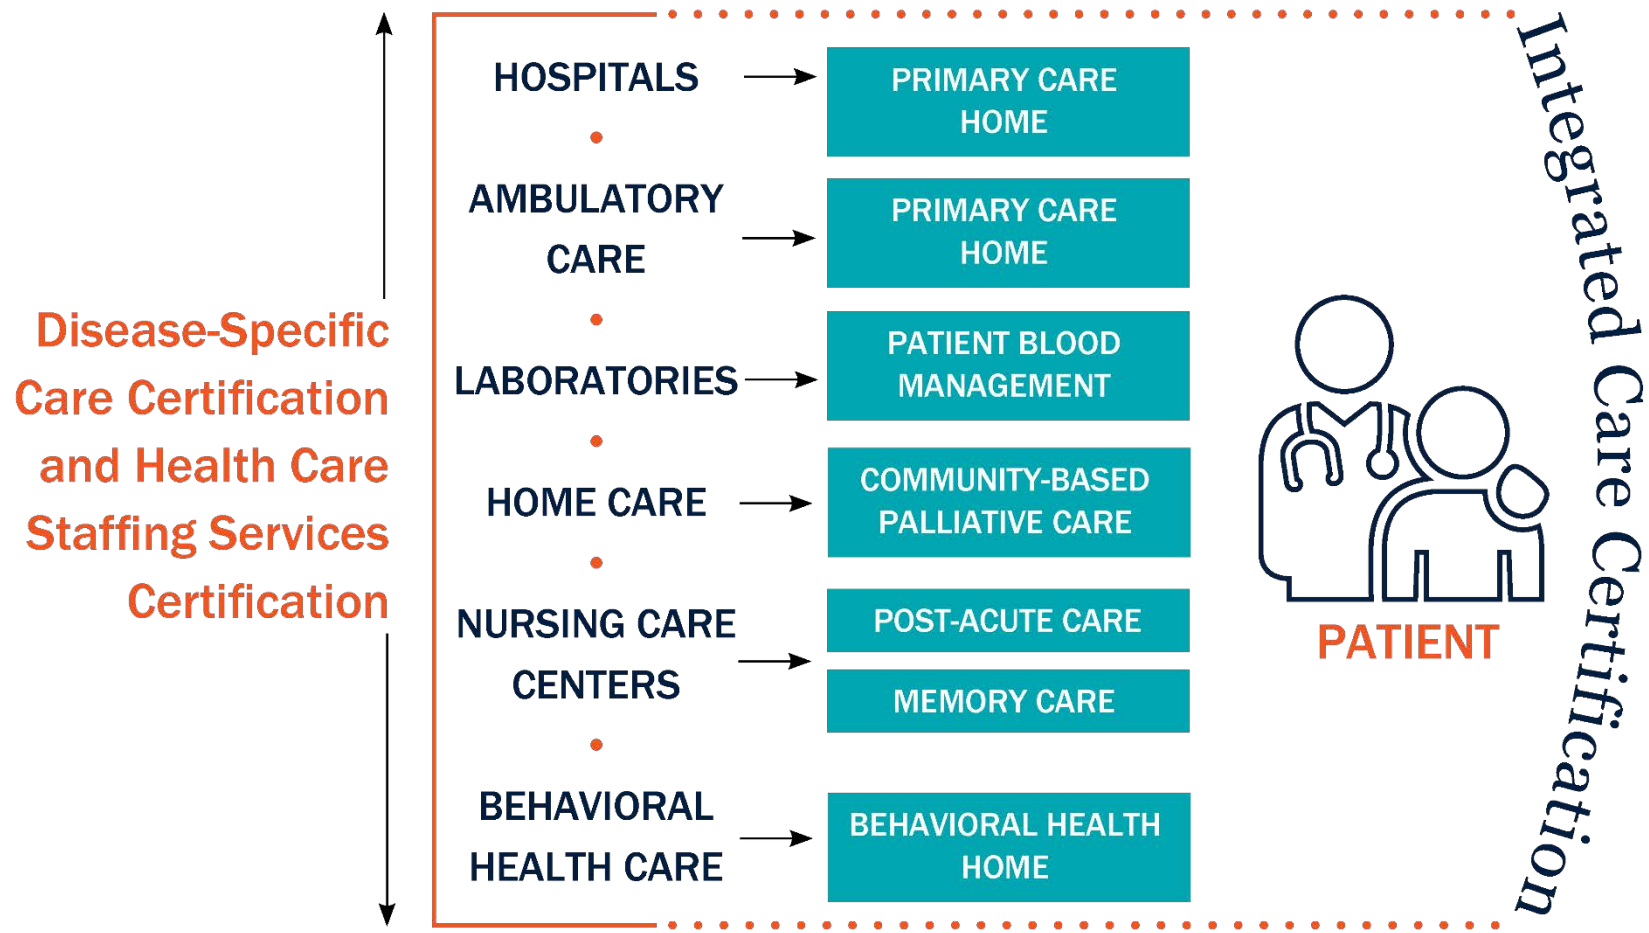 Disease-Specific
Care Certification
and Health Care
Staffing Services
Certification
HOSPITALS
PRIMARY CARE
HOME
AMBULATORY
CARE
PRIMARY CARE
HOME
LABORATORIES
PATIENT BLOOD
MANAGEMENT
HOME CARE
COMMUNITY-BASED
PALLIATIVE CARE
NURSING CARE
CENTERS
POST-ACUTE CARE
MEMORY CARE
BEHAVIORAL
HEALTH CARE
BEHAVIORAL HEALTH
HOME
PATIENT
Integrated Care Certification